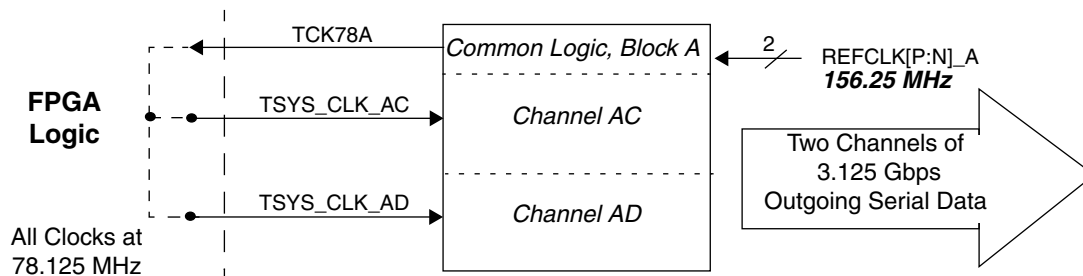 TCK78A
Common Logic, Block A
2
REFCLK[P:N]_A
156.25 MHz
FPGA
Logic
TSYS_CLK_AC
Channel AC
Two Channels of
3.125 Gbps
Outgoing Serial Data
TSYS_CLK_AD
Channel AD
All Clocks at
78.125 MHz